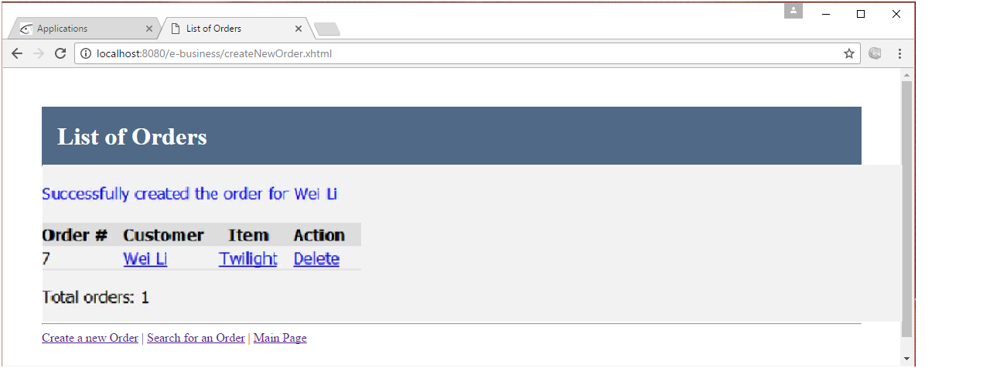 Applications
List of Orders
localhost:8080/e-business/createNewOrder.xhtml
List of Orders
Successfully created the order for Wei Li
Order # Customer Item Action
7 Wei Li Twilight Delete
Total orders: 1
Create a new Order | Search for an Order | Main Page